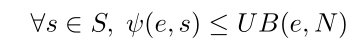 ∀s ∈ S, ψ(e, s) ≤ UB(e, N)